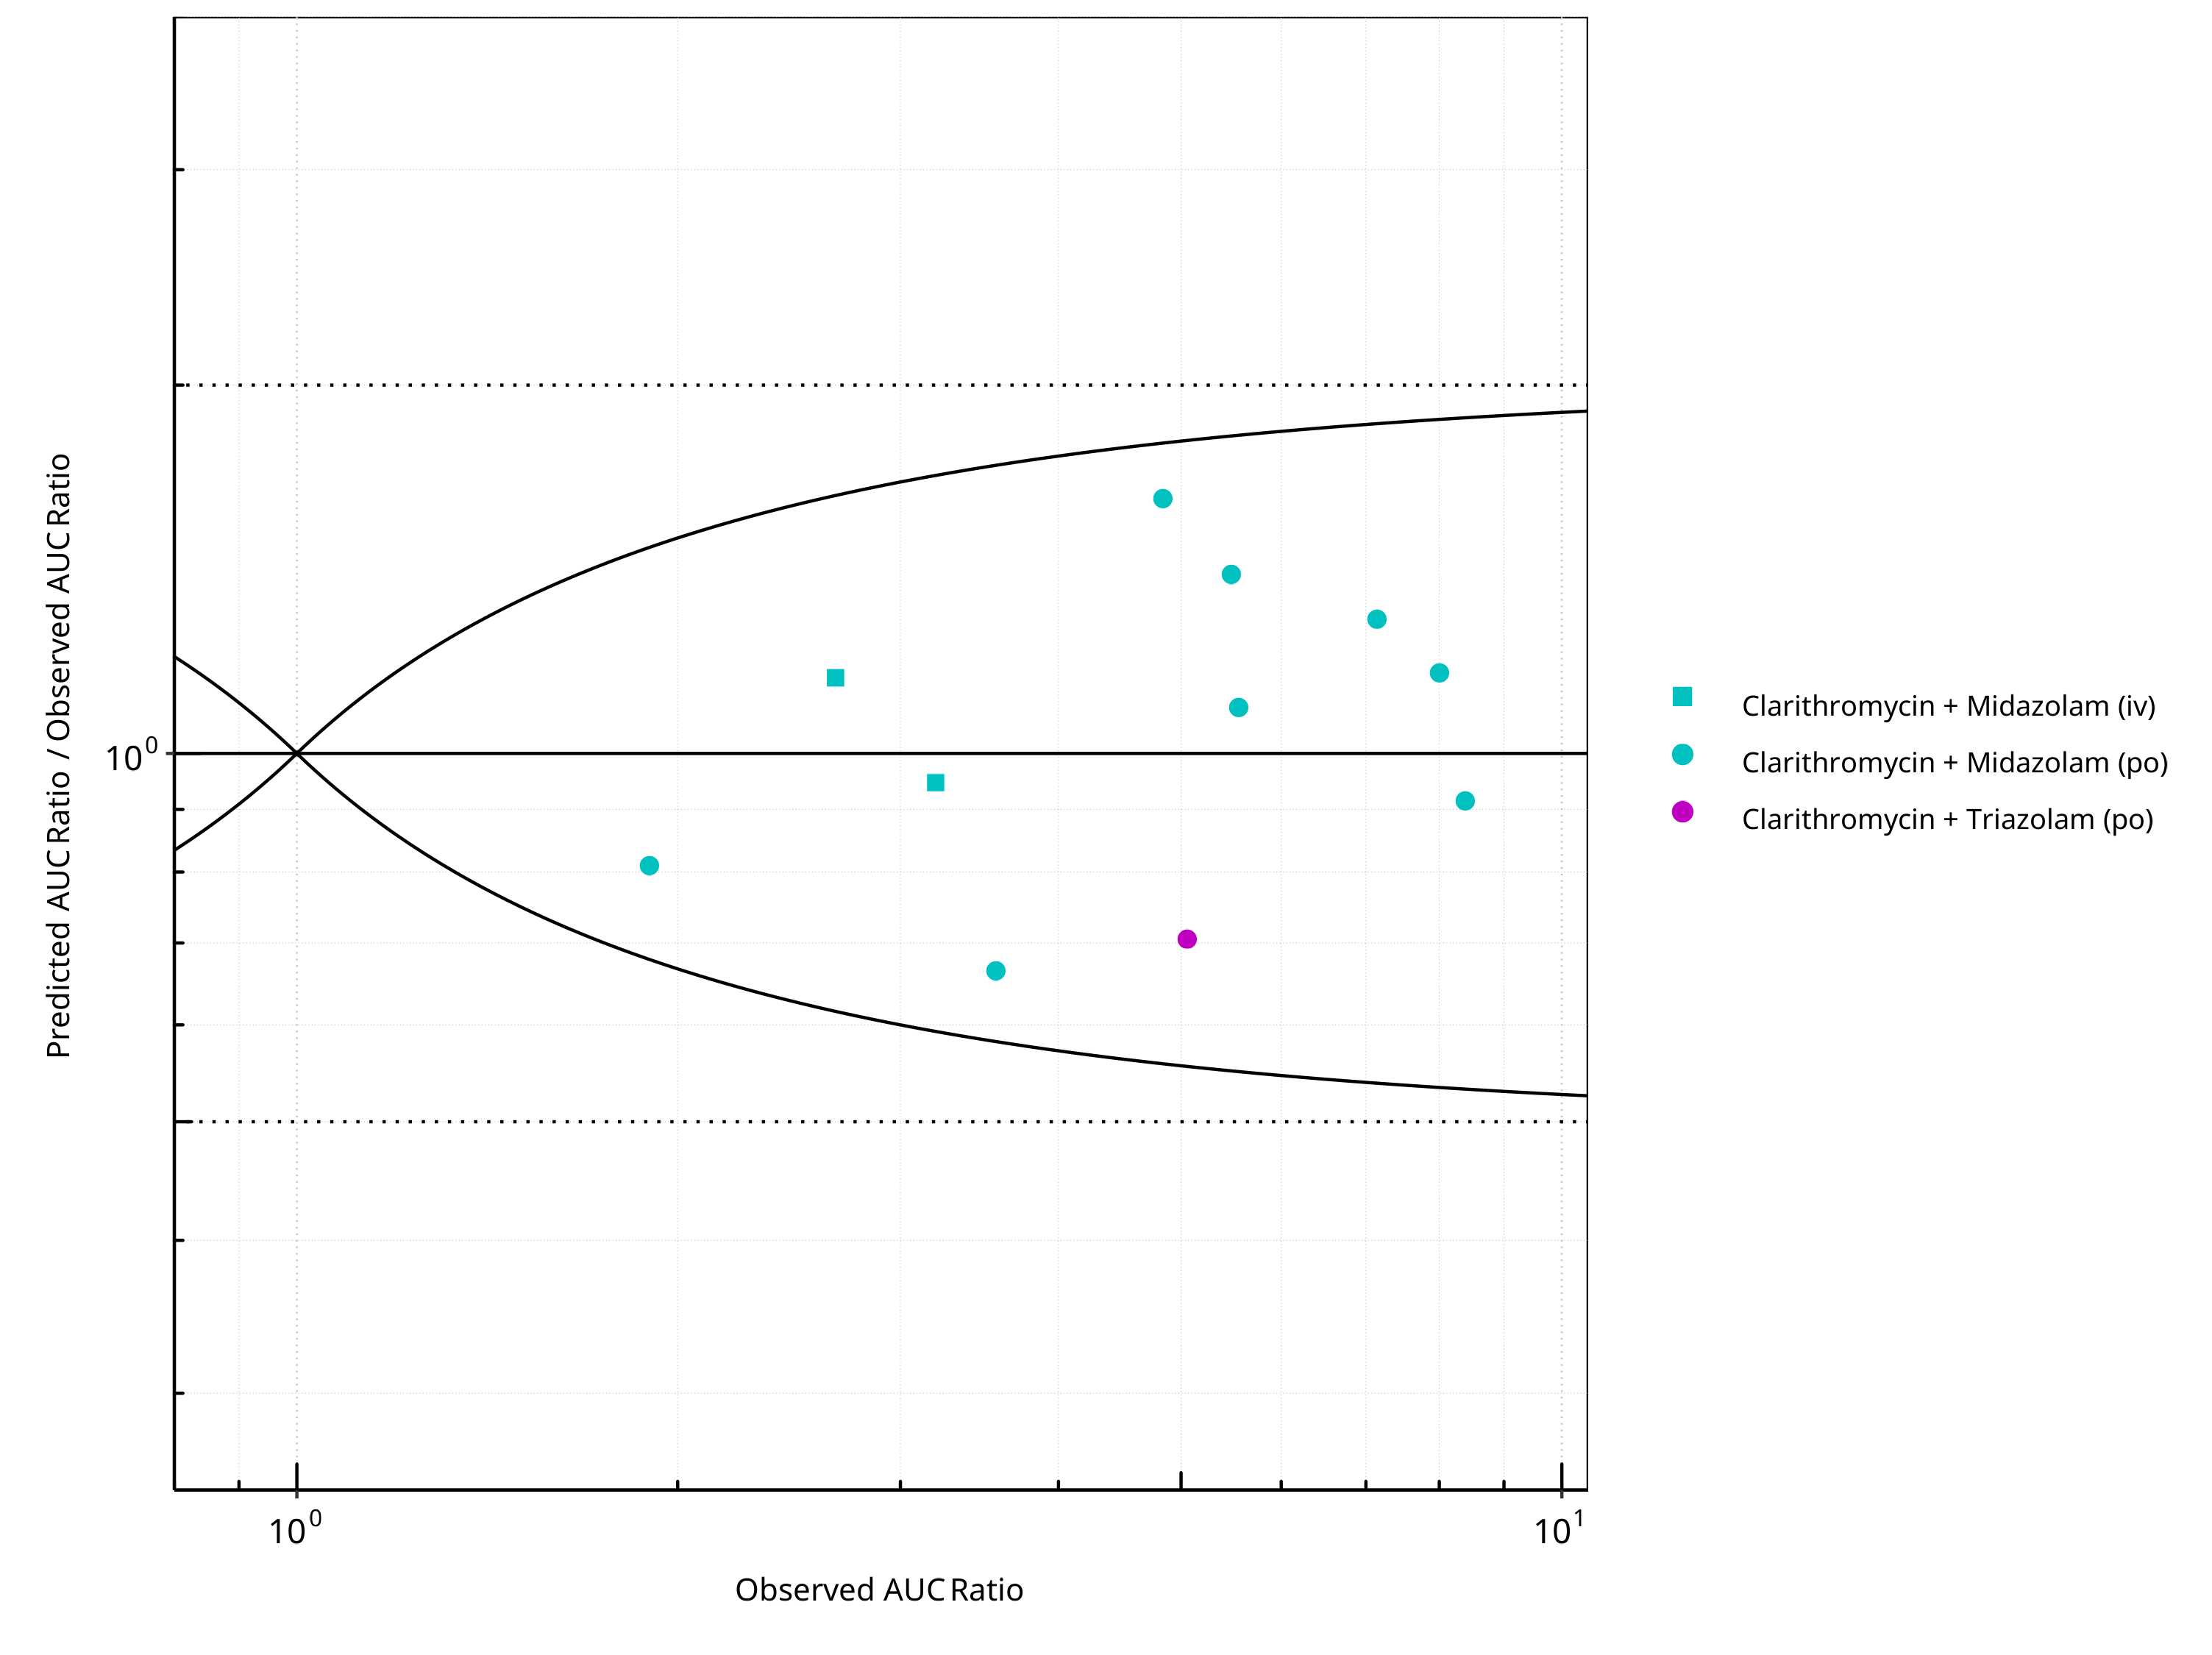 Predicted AUC Ratio / Observed AUC Ratio
10^0
10^0
10^1
Observed AUC Ratio
Clarithromycin + Midazolam (iv)
Clarithromycin + Midazolam (po)
Clarithromycin + Triazolam (po)